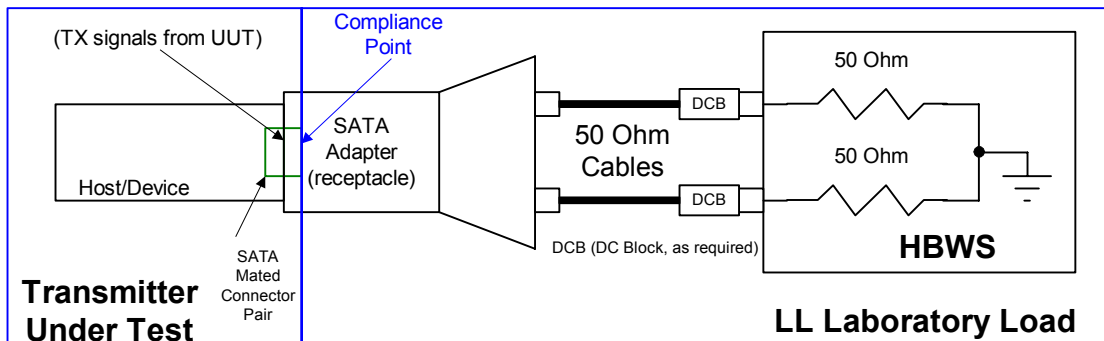 (TX signals from UUT)
Compliance
Point
SATA
Adapter
(receptacle)
Host/Device
SATA
Mated
Connector
Pair
Transmitter
Under Test
DCB
50 Ohm
Cables
DCB
DCB (DC Block, as required)
50 Ohm
50 Ohm
HBWS
LL Laboratory Load